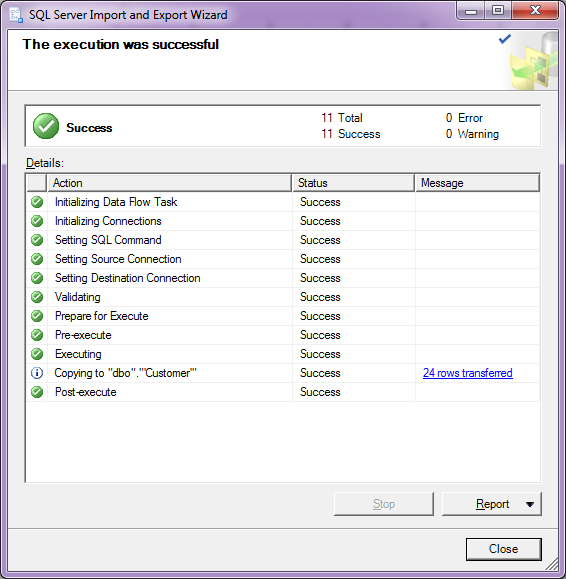 SQL Server Import and Export Wizard
The execution was successful
Success
11 Total 0 Error
11 Success 0 Warning
Details:
Action Status Message
Initializing Data Flow Task Success
Initializing Connections Success
Setting SQL Command Success
Setting Source Connection Success
Setting Destination Connection Success
Validating Success
Prepare for Execute Success
Pre-execute Success
Executing Success
Copying to "dbo"."'Customer'" Success 24 rows transferred
Post-execute Success
Stop Report
Close